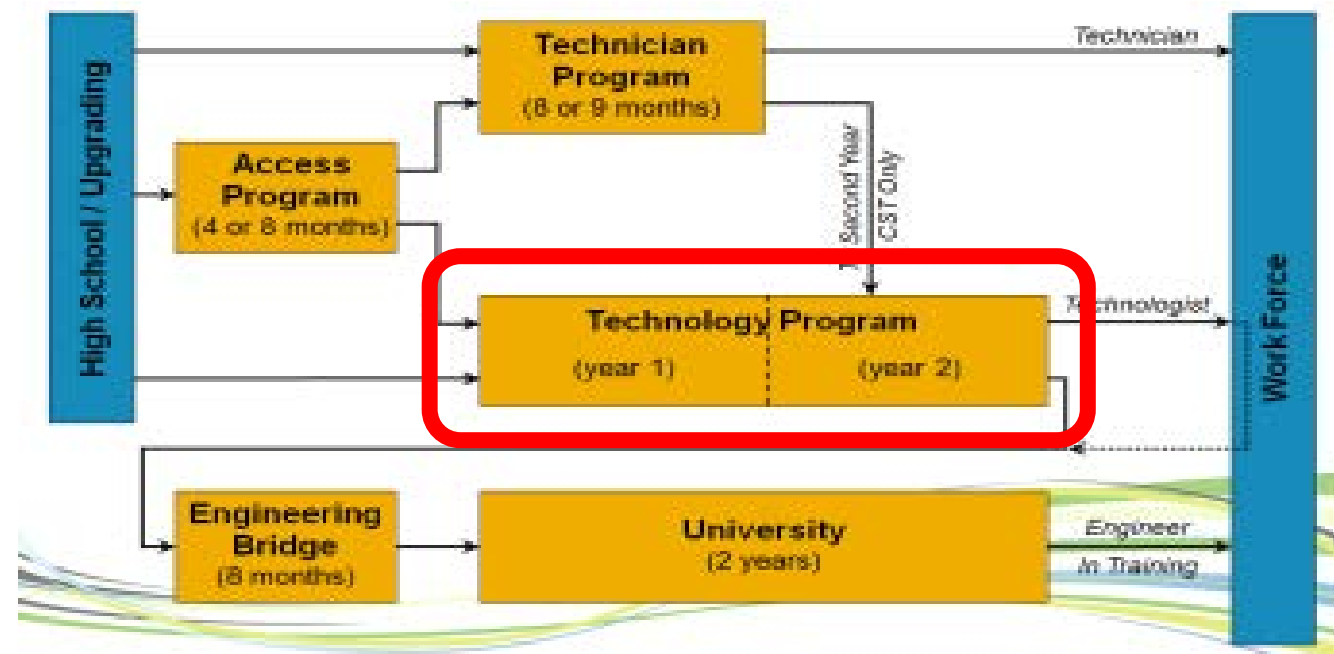 High School / Upgrading
Technician
Program
(8 or 9 months)
Technician
Access
Program
(4 or 8 months)
To Second Year
CST Only
Technology Program
(year 1)
(year 2)
Technologist
Work Force
Engineering
Bridge
(8 months)
University
(2 years)
Engineer
In Training